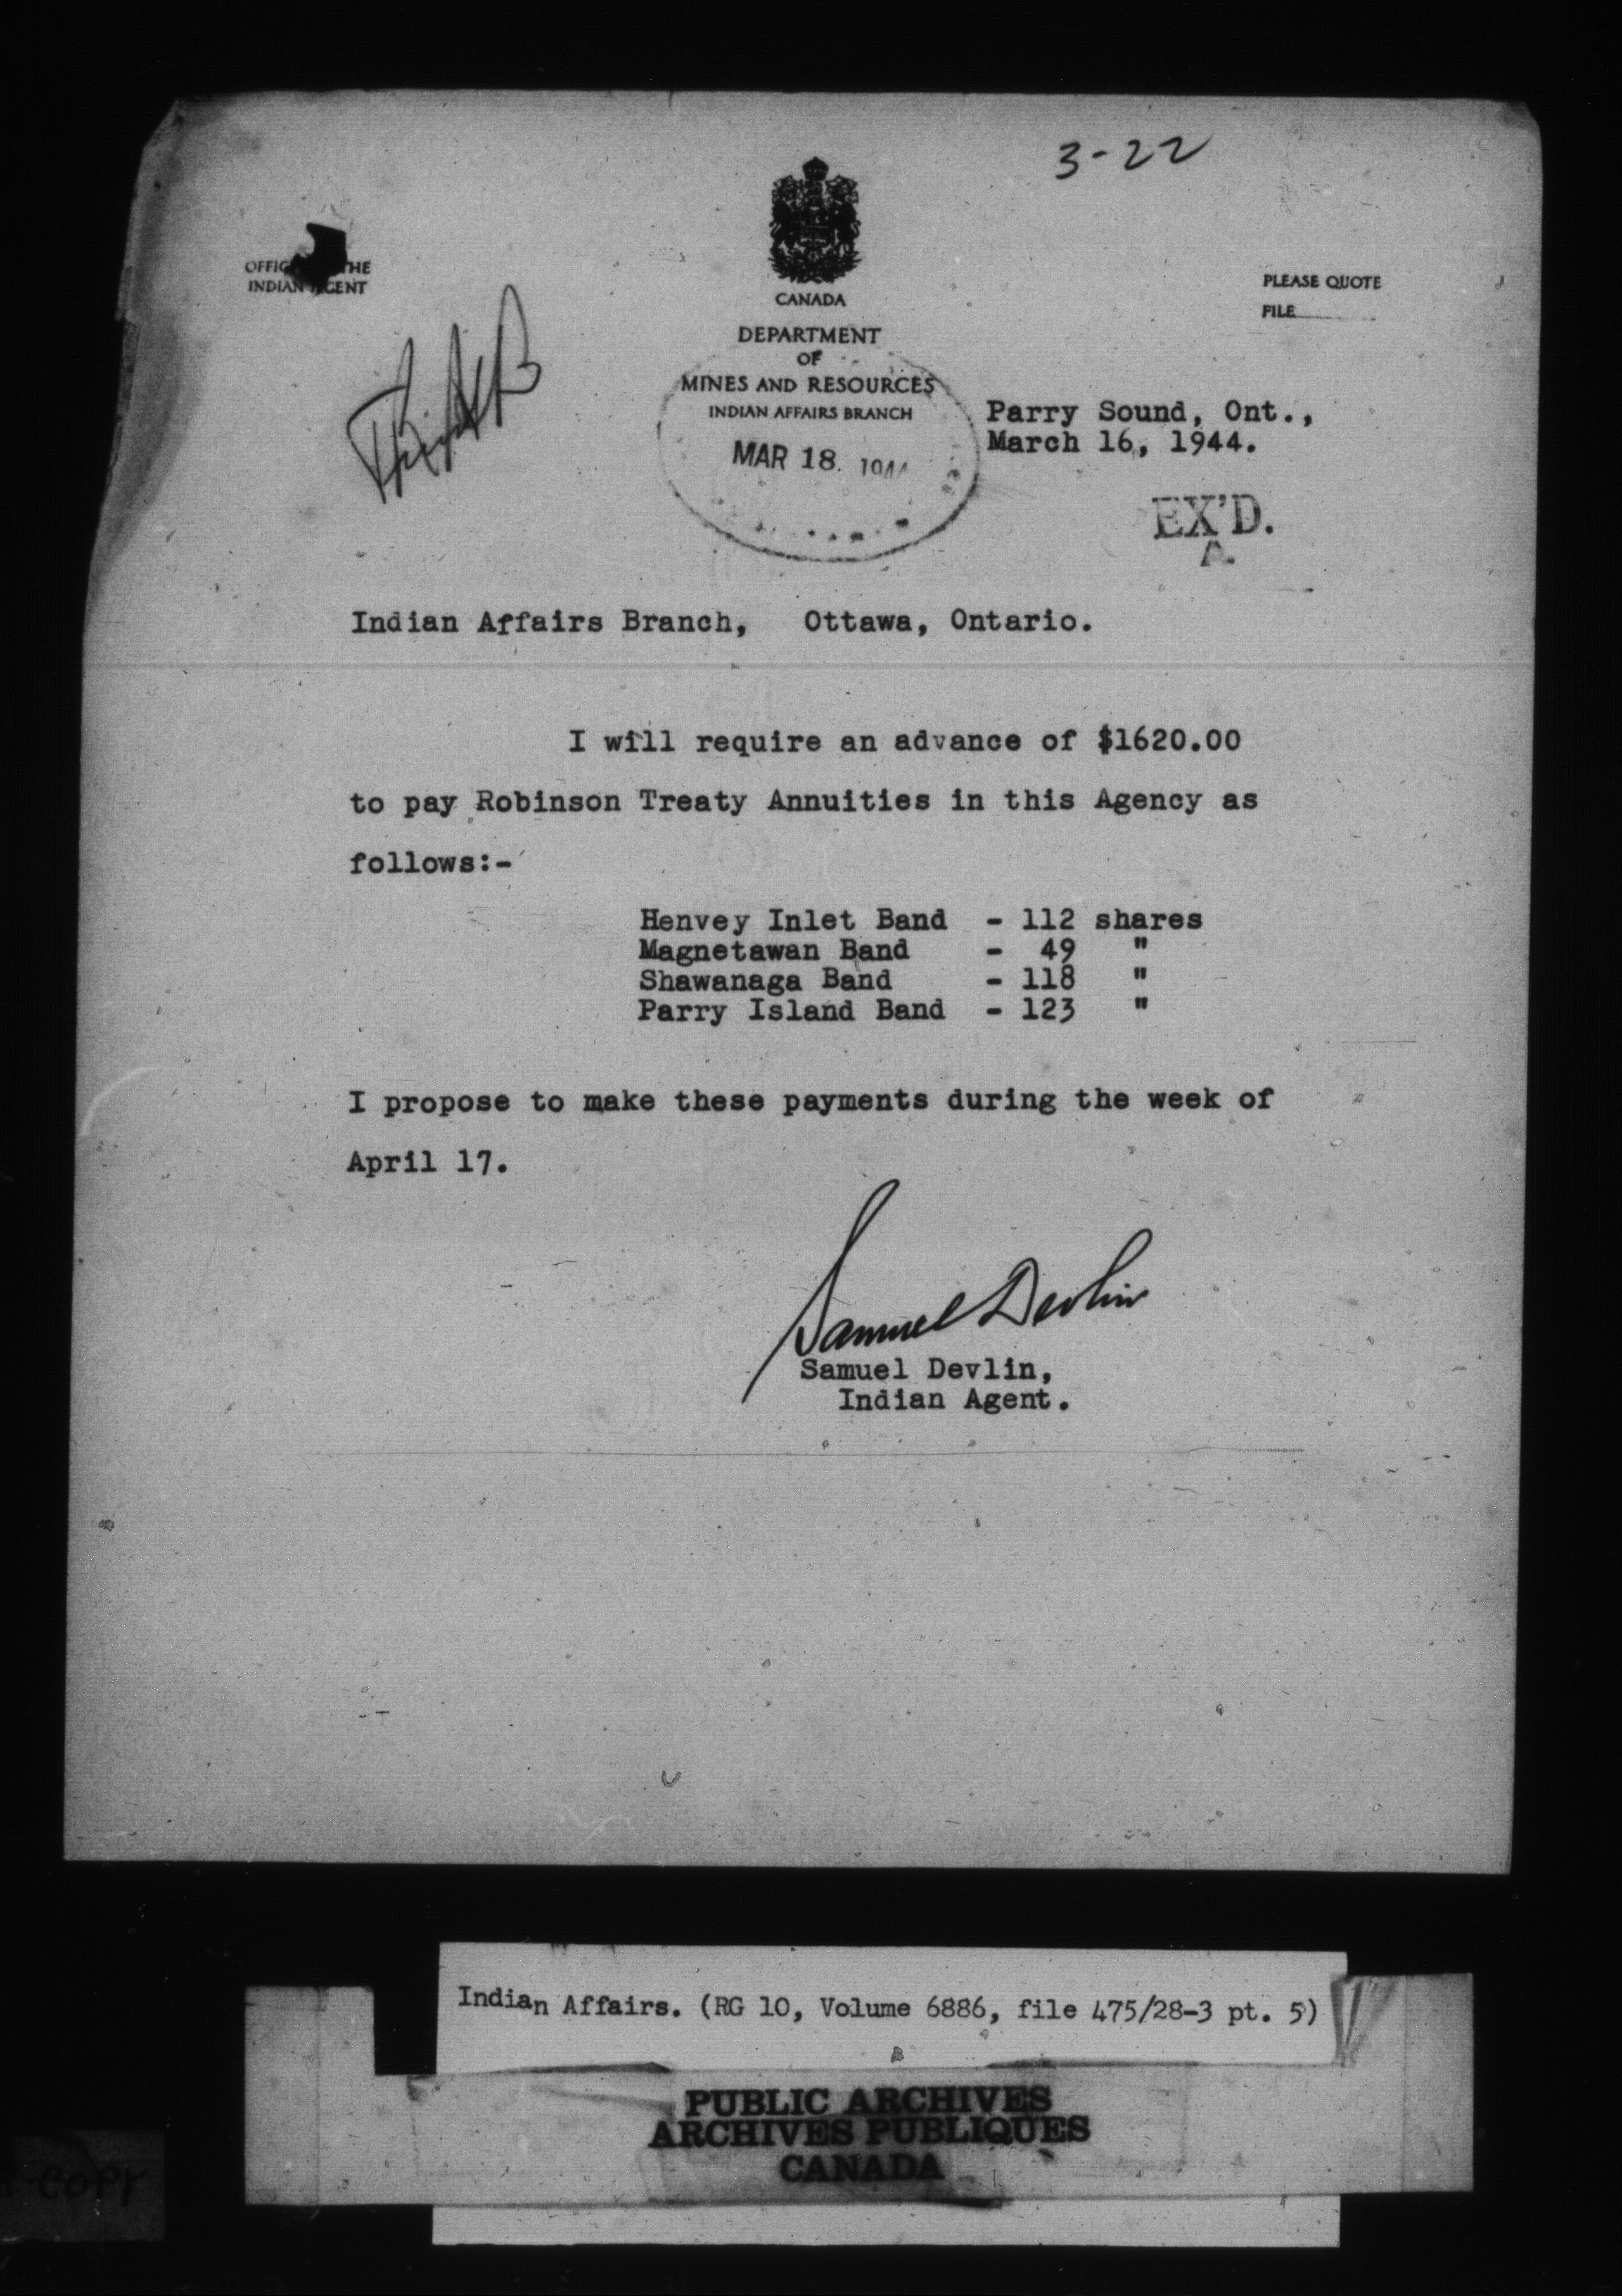 3-22
OFFIC THE
INDIAN AGENT
CANADA
DEPARTMENT
OF
MINES AND RESOURCES
INDIAN AFFAIRS BRANCH
MAR 18 1944
PLEASE QUOTE
FILE
Parry Sound, Ont.,
March 16, 1944.
EX'D.
A.
Indian Affairs Branch, Ottawa, Ontario.
I will require an advance of $1620.00
to pay Robinson Treaty Annuities in this Agency as
follows:-
Henvey Inlet Band - 112 shares
Magnetawan Band - 49 "
Shawanaga Band - 118 "
Parry Island Band - 123 "
I propose to make these payments during the week of
April 17.
Samuel Devlin
Samuel Devlin,
Indian Agent.
Indian Affairs. (RG 10, Volume 6886, file 475/28-3 pt. 5)
PUBLIC ARCHIVES
ARCHIVES PUBLIQUES
CANADA
COPY